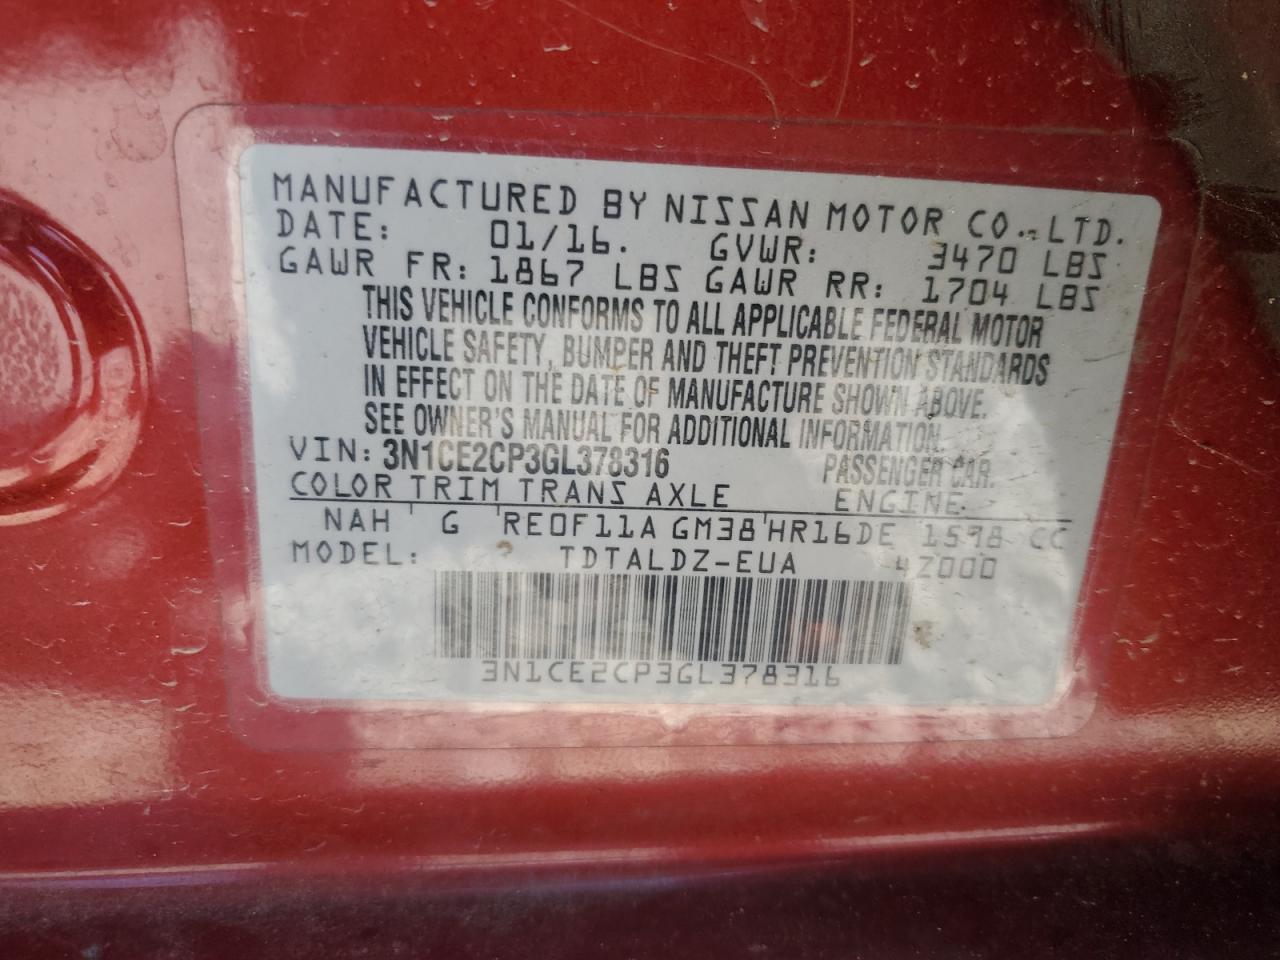 MANUFACTURED BY NISSAN MOTOR CO., LTD.
DATE: 01/16. GVWR: 3470 LBS
GAWR FR: 1867 LBS GAWR RR: 1704 LBS
THIS VEHICLE CONFORMS TO ALL APPLICABLE FEDERAL MOTOR
VEHICLE SAFETY, BUMPER AND THEFT PREVENTION STANDARDS
IN EFFECT ON THE DATE OF MANUFACTURE SHOWN ABOVE.
SEE OWNER'S MANUAL FOR ADDITIONAL INFORMATION.
VIN: 3N1CE2CP3GL378316 PASSENGER CAR.
COLOR TRIM TRANS AXLE ENGINE
NAH G RE0F11A GM38 HR16DE 1598 CC
MODEL: TDTALDZ-EUA 4Z000
3N1CE2CP3GL378316